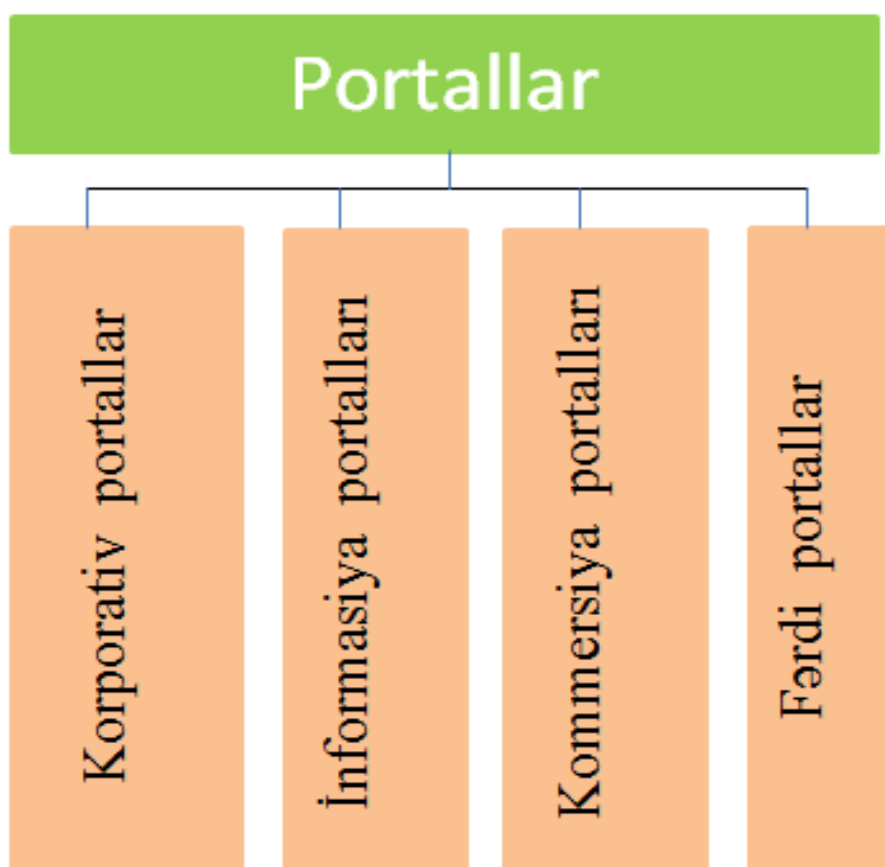 Portallar
Korporativ portallar
İnformasiya portalları
Kommersiya portalları
Fərdi portallar